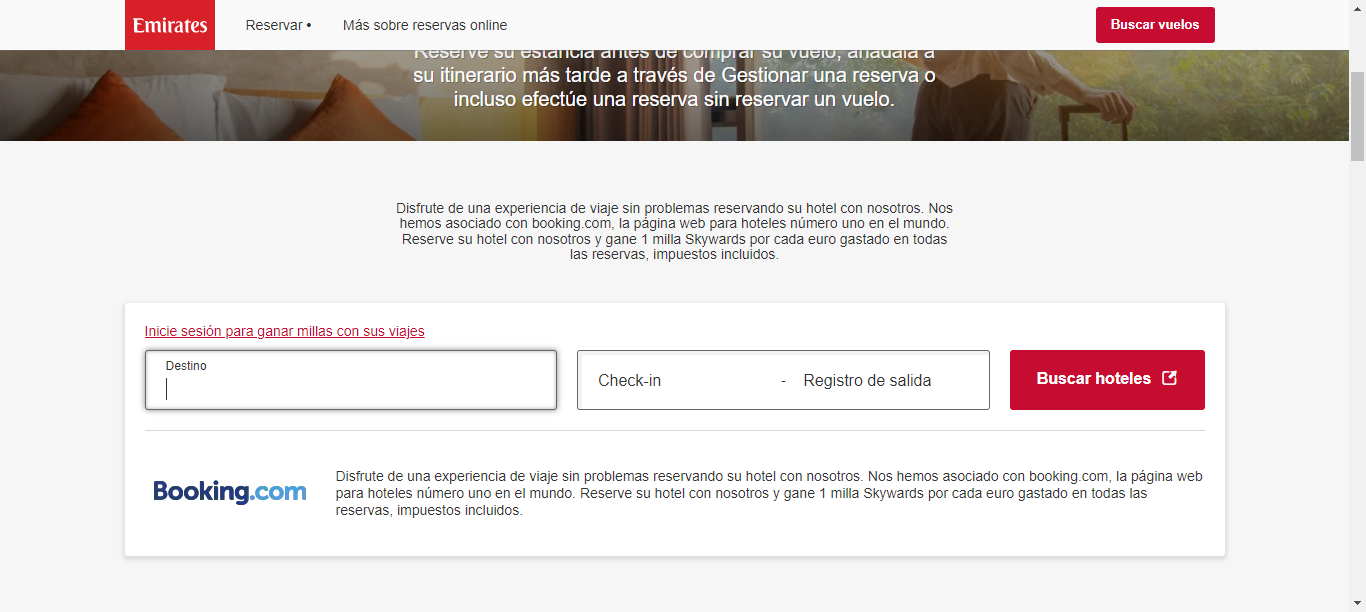 Emirates
Reservar •
Más sobre reservas online
Buscar vuelos
Reserve su estancia antes de comprar su vuelo, añádala a
su itinerario más tarde a través de Gestionar una reserva o
incluso efectúe una reserva sin reservar un vuelo.
Disfrute de una experiencia de viaje sin problemas reservando su hotel con nosotros. Nos
hemos asociado con booking.com, la página web para hoteles número uno en el mundo.
Reserve su hotel con nosotros y gane 1 milla Skywards por cada euro gastado en todas
las reservas, impuestos incluidos.
Inicie sesión para ganar millas con sus viajes
Destino
Check-in - Registro de salida
Buscar hoteles
Booking.com
Disfrute de una experiencia de viaje sin problemas reservando su hotel con nosotros. Nos hemos asociado con booking.com, la página web
para hoteles número uno en el mundo. Reserve su hotel con nosotros y gane 1 milla Skywards por cada euro gastado en todas las
reservas, impuestos incluidos.